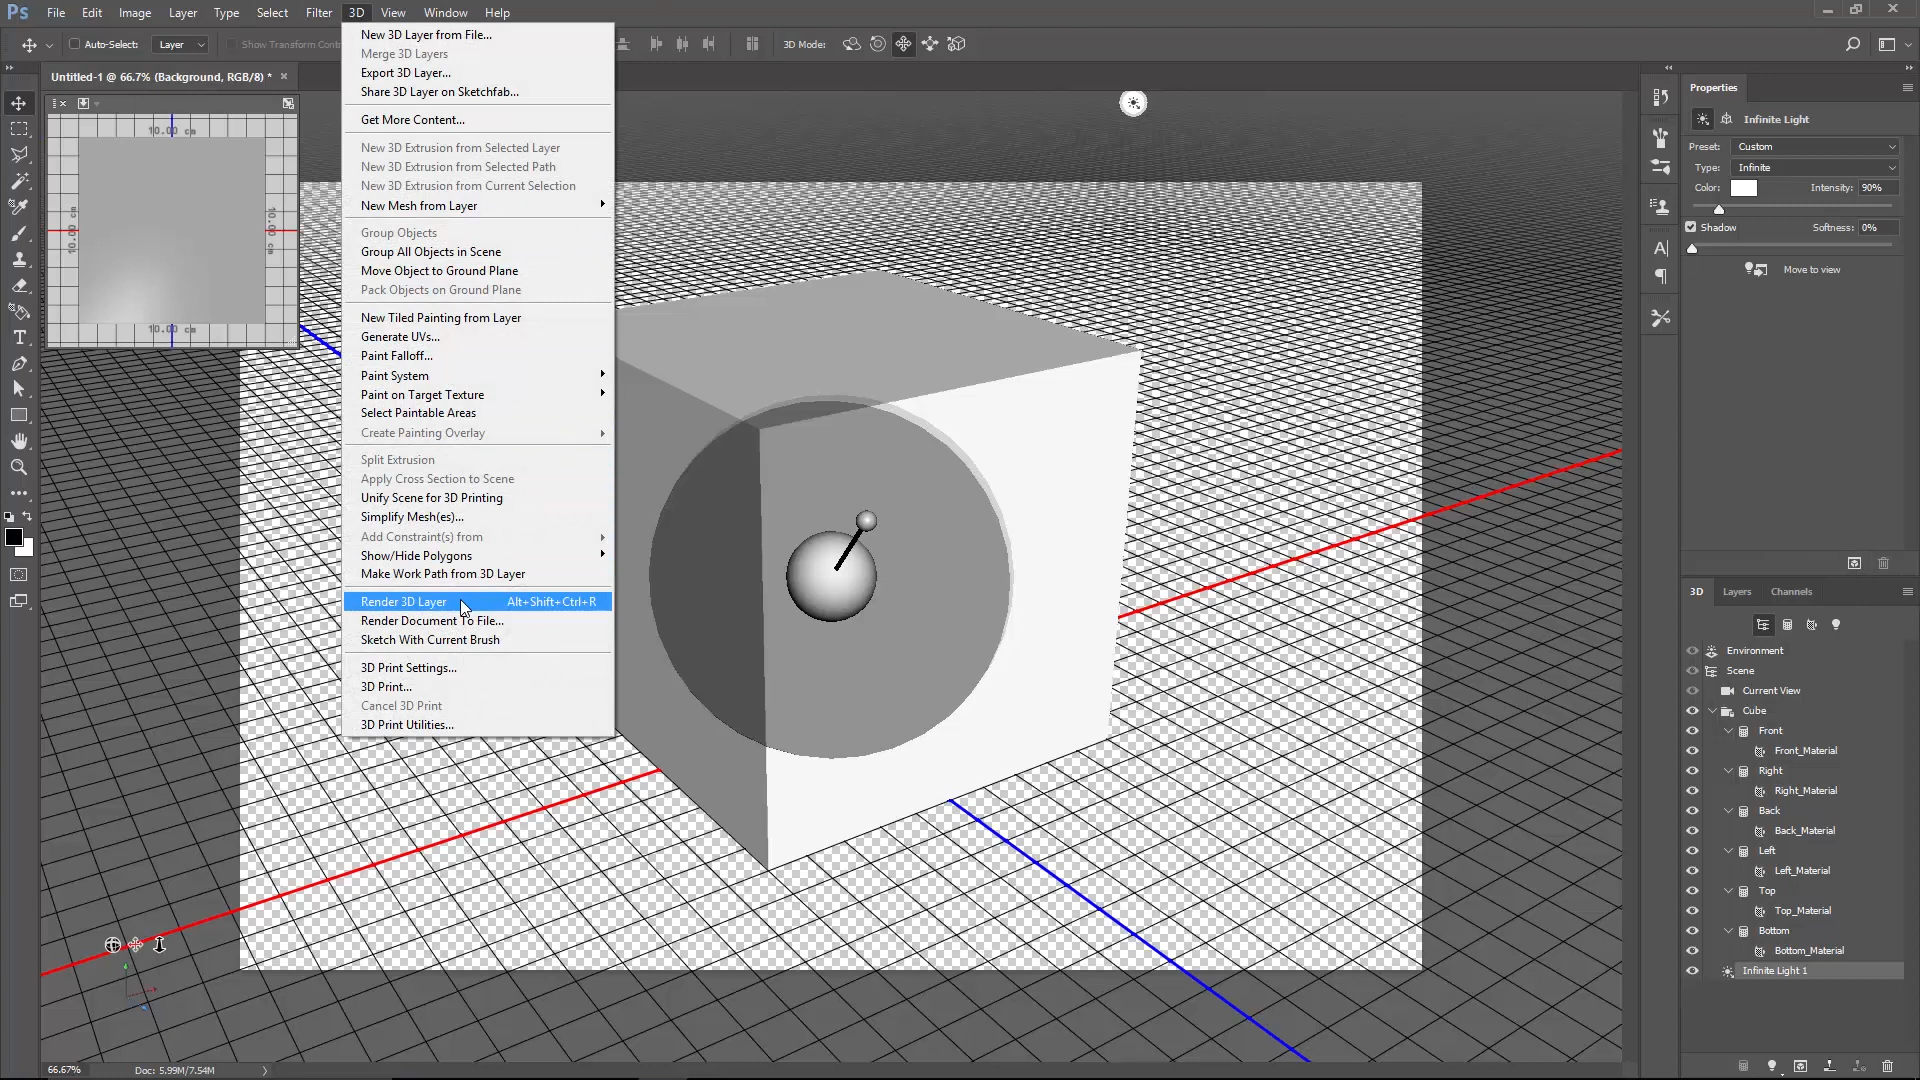 Ps File Edit Image Layer Type Select Filter 3D View Window Help
Auto-Select: Layer Show Transform Contr 3D Mode:
Untitled-1 @ 66.7% (Background, RGB/8) *
10.00 cm
10.00 cm
10.00 cm
10.00 cm
New 3D Layer from File...
Merge 3D Layers
Export 3D Layer...
Share 3D Layer on Sketchfab...
Get More Content...
New 3D Extrusion from Selected Layer
New 3D Extrusion from Selected Path
New 3D Extrusion from Current Selection
New Mesh from Layer
Group Objects
Group All Objects in Scene
Move Object to Ground Plane
Pack Objects on Ground Plane
New Tiled Painting from Layer
Generate UVs...
Paint Falloff...
Paint System
Paint on Target Texture
Select Paintable Areas
Create Painting Overlay
Split Extrusion
Apply Cross Section to Scene
Unify Scene for 3D Printing
Simplify Mesh(es)...
Add Constraint(s) from
Show/Hide Polygons
Make Work Path from 3D Layer
Render 3D Layer Alt+Shift+Ctrl+R
Render Document To File...
Sketch With Current Brush
3D Print Settings...
3D Print...
Cancel 3D Print
3D Print Utilities...
Properties
Infinite Light
Preset: Custom
Type: Infinite
Color: Intensity: 90%
Shadow Softness: 0%
Move to view
3D Layers Channels
Environment
Scene
Current View
Cube
Front
Front_Material
Right
Right_Material
Back
Back_Material
Left
Left_Material
Top
Top_Material
Bottom
Bottom_Material
Infinite Light 1
66.67% Doc: 5.99M/7.54M